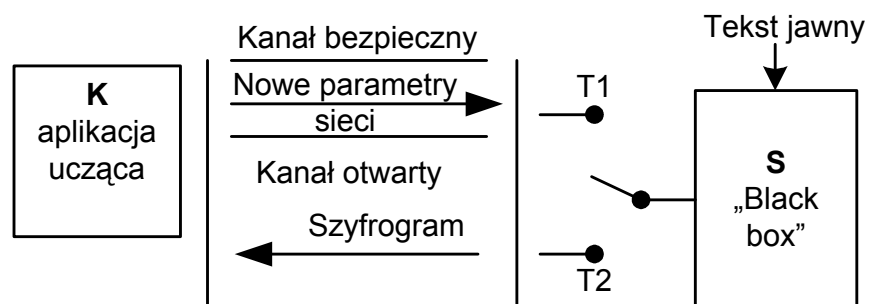 K
aplikacja
ucząca
Kanał bezpieczny
Nowe parametry
sieci
Kanał otwarty
Szyfrogram
T1
T2
Tekst jawny
S
„Black
box”